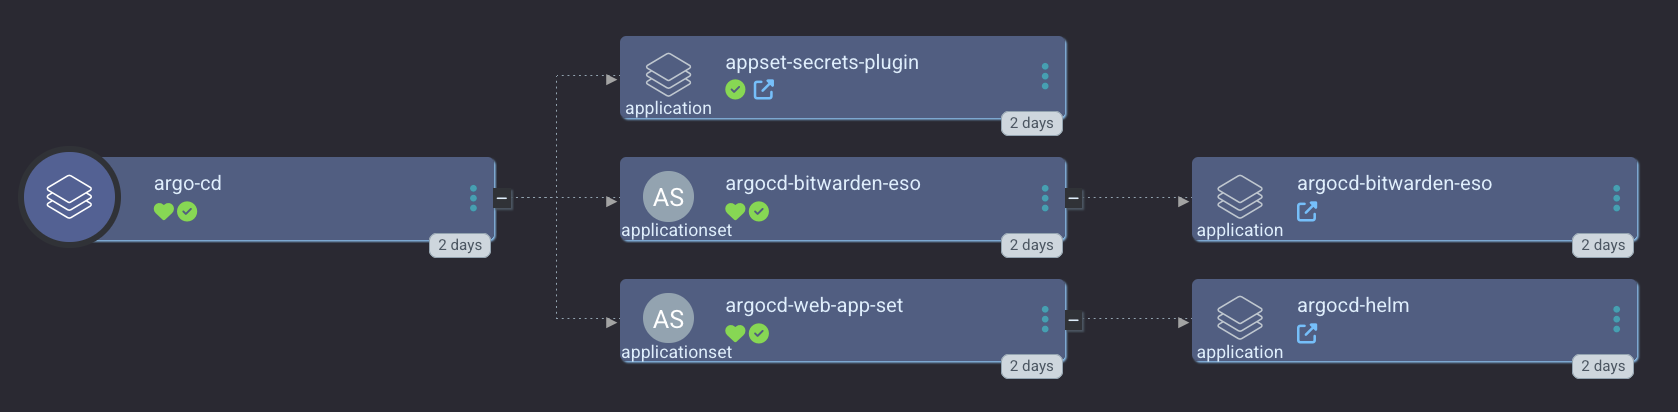 appset-secrets-plugin
application
2 days
argo-cd
2 days
AS
argocd-bitwarden-eso
applicationset
2 days
argocd-bitwarden-eso
application
2 days
AS
argocd-web-app-set
applicationset
2 days
argocd-helm
application
2 days